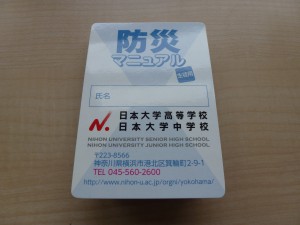 防災
マニュアル
生徒用
氏名
日本大学高等学校
日本大学中学校
NIHON UNIVERSITY SENIOR HIGH SCHOOL
NIHON UNIVERSITY JUNIOR HIGH SCHOOL
〒223-8566
神奈川県横浜市港北区箕輪町2-9-1
TEL 045-560-2600
http://www.nihon-u.ac.jp/orgni/yokohama/